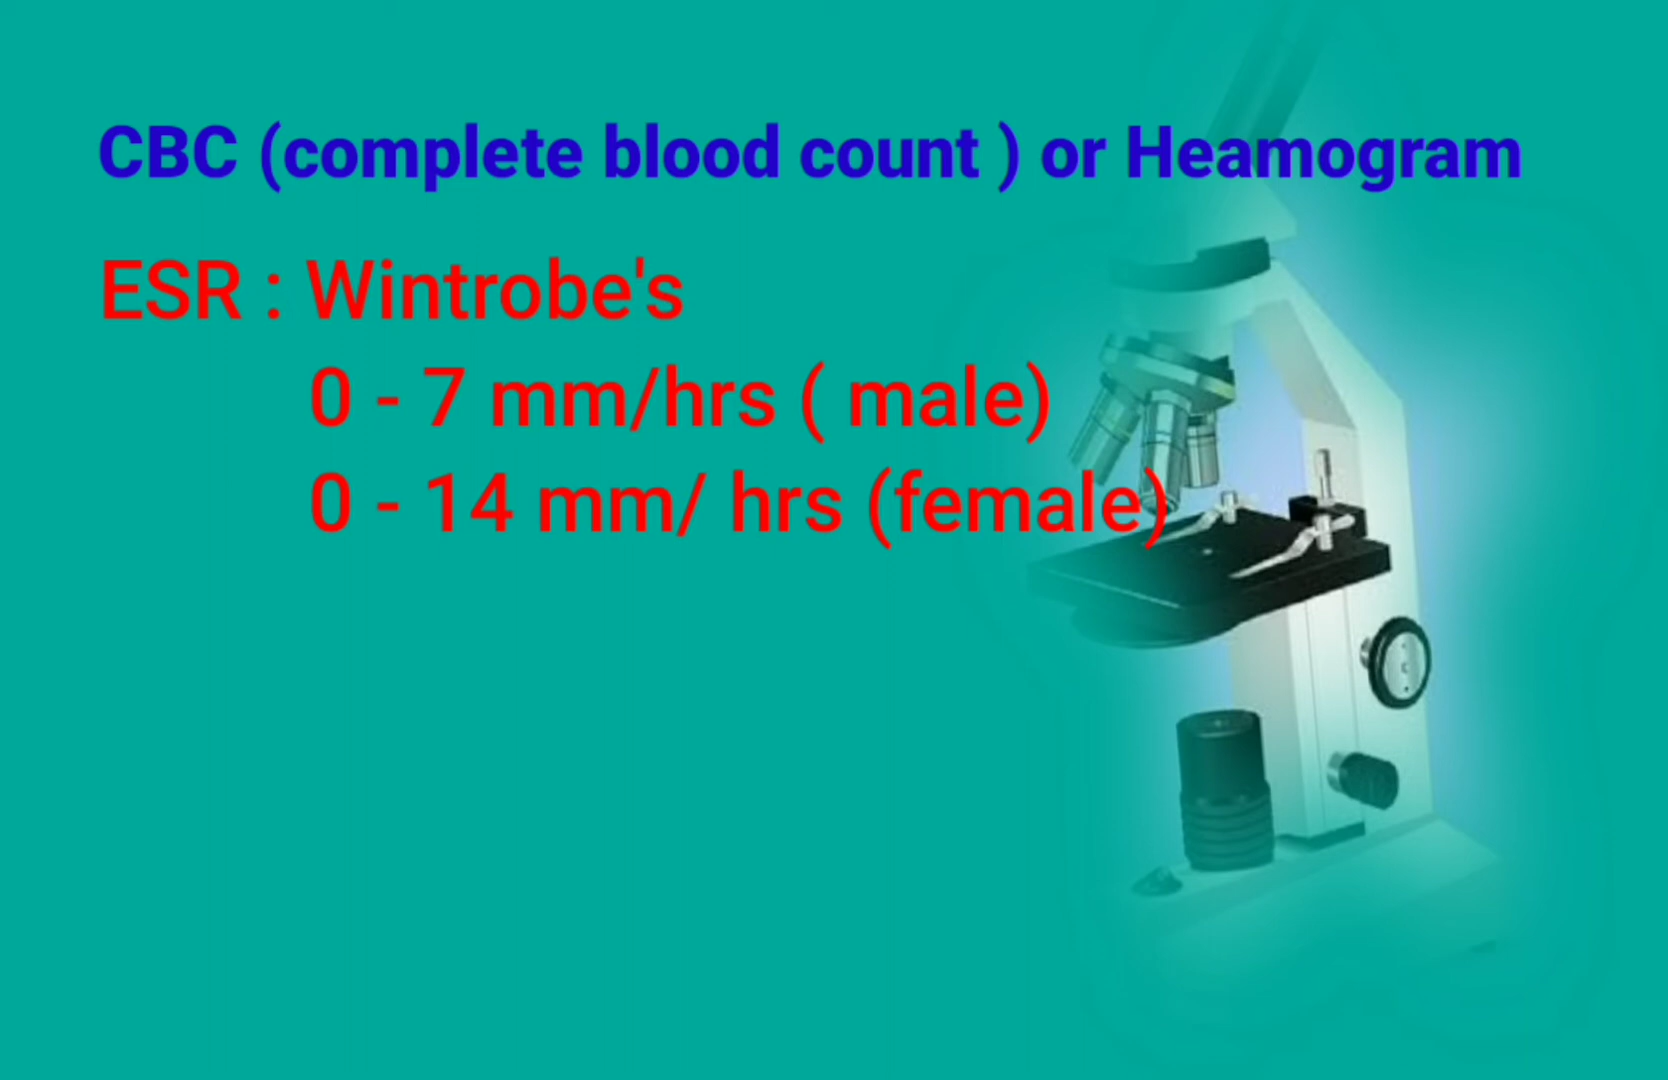 CBC (complete blood count ) or Heamogram
ESR : Wintrobe's
0 - 7 mm/hrs ( male)
0 - 14 mm/ hrs (female)